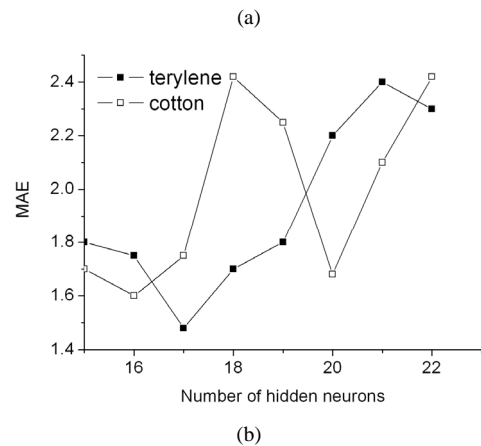 (a)
terylene
cotton
2.4
2.2
2.0
1.8
1.6
1.4
MAE
16 18 20 22
Number of hidden neurons
(b)